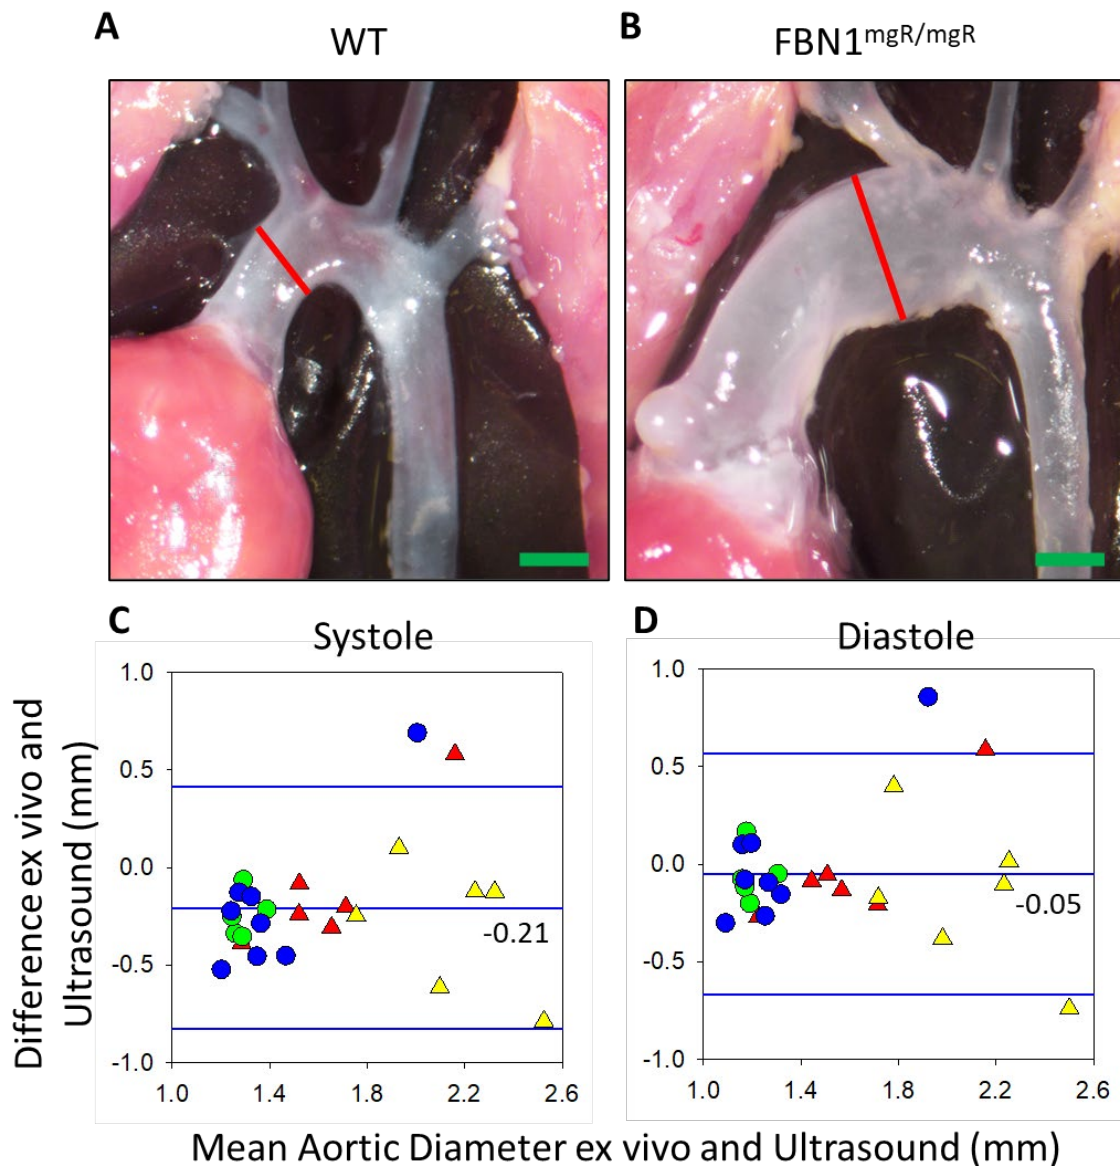 A
WT
B
FBN1mgR/mgR
C
Systole
D
Diastole
Difference ex vivo and
Ultrasound (mm)
1.0
0.5
0.0
-0.5
-1.0
-0.21
1.0
1.4
1.8
2.2
2.6
1.0
0.5
0.0
-0.5
-1.0
-0.05
1.0
1.4
1.8
2.2
2.6
Mean Aortic Diameter ex vivo and Ultrasound (mm)